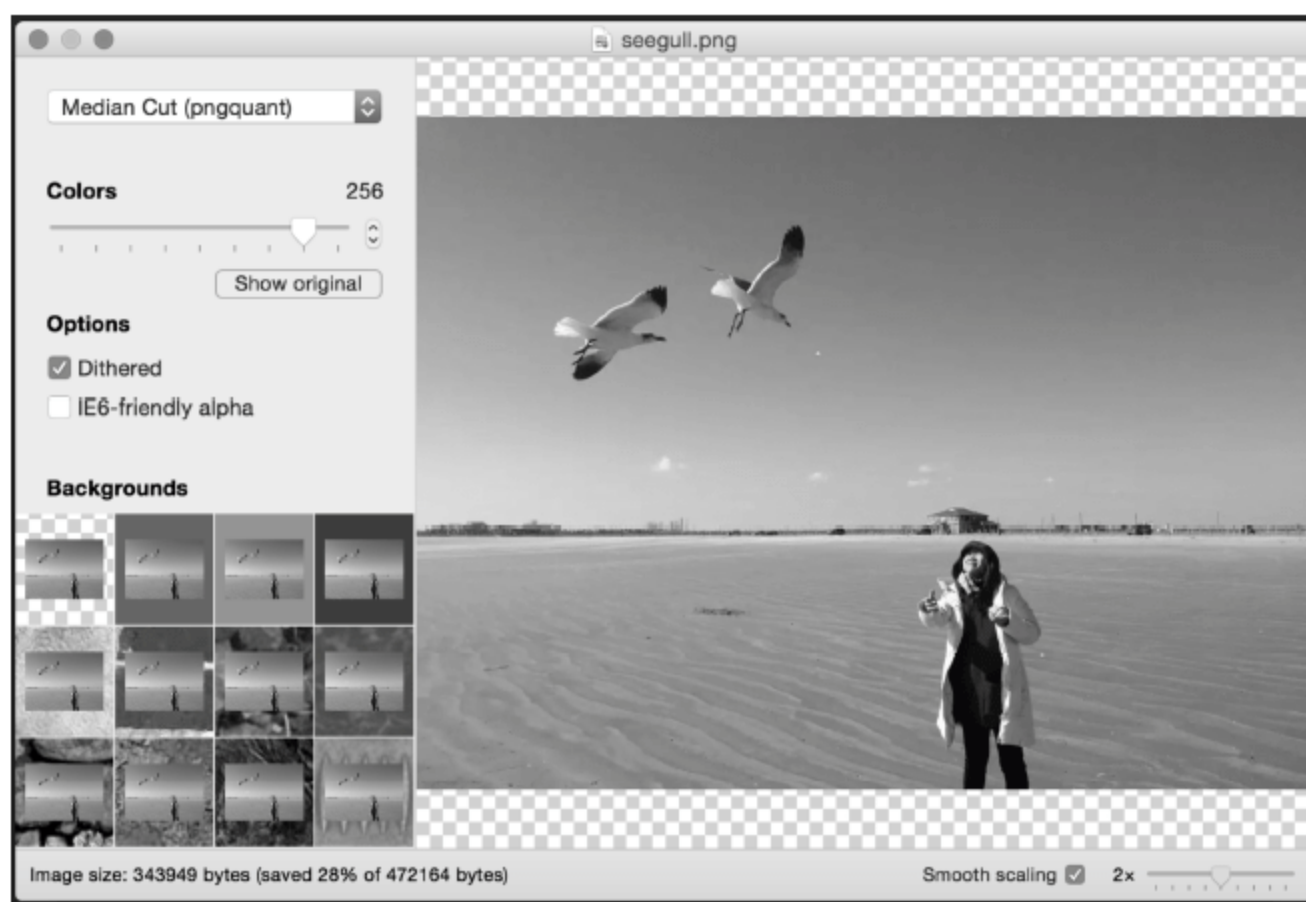 seegull.png
Median Cut (pngquant)
Colors 256
Show original
Options
Dithered
IE6-friendly alpha
Backgrounds
Image size: 343949 bytes (saved 28% of 472164 bytes) Smooth scaling 2x